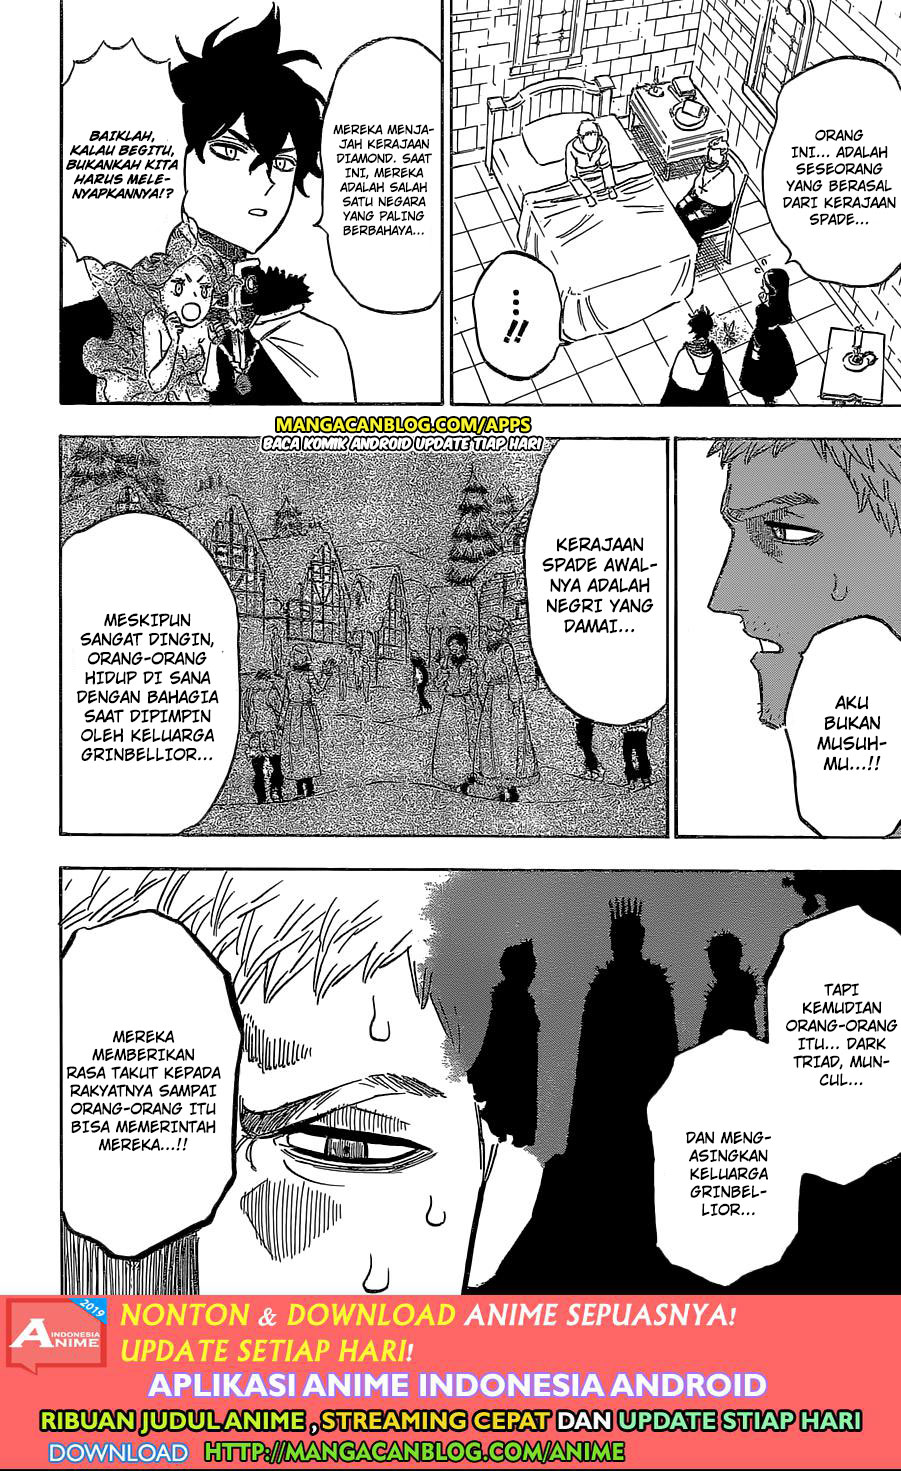 ORANG
INI... ADALAH
SESEORANG
YANG BERASAL
DARI KERAJAAN
SPADE...
...!!
MEREKA MENJA-
JAH KERAJAAN
DIAMOND. SAAT
INI, MEREKA
ADALAH SALAH
SATU NEGARA
YANG PALING
BERBAHAYA...
BAIKLAH,
KALAU BEGITU,
BUKANKAH KITA
HARUS MELE-
NYAPKANNYA!?
MANGACANBLOG.COM/APPS
BACA KOMIK ANDROID UPDATE TIAP HARI
AKU
BUKAN
MUSUH-
MU...!!
KERAJAAN
SPADE AWAL-
NYA ADALAH
NEGRI YANG
DAMAI...
MESKIPUN
SANGAT DINGIN,
ORANG-ORANG
HIDUP DI SANA
DENGAN BAHAGIA
SAAT DIPIMPIN
OLEH KELUARGA
GRINBELLIOR...
TAPI
KEMUDIAN
ORANG-ORANG
ITU... DARK
TRIAD, MUN-
CUL...
DAN MENG-
ASINGKAN
KELUARGA
GRINBEL-
LIOR...
MEREKA
MEMBERIKAN
RASA TAKUT KEPADA
RAKYATNYA SAMPAI
ORANG-ORANG ITU
BISA MEMERINTAH
MEREKA...!!
2019
INDONESIA
ANIME
NONTON & DOWNLOAD ANIME SEPUASNYA!
UPDATE SETIAP HARI!
APLIKASI ANIME INDONESIA ANDROID
RIBUAN JUDUL ANIME , STREAMING CEPAT DAN UPDATE STIAP HARI
DOWNLOAD HTTP://MANGACANBLOG.COM/ANIME